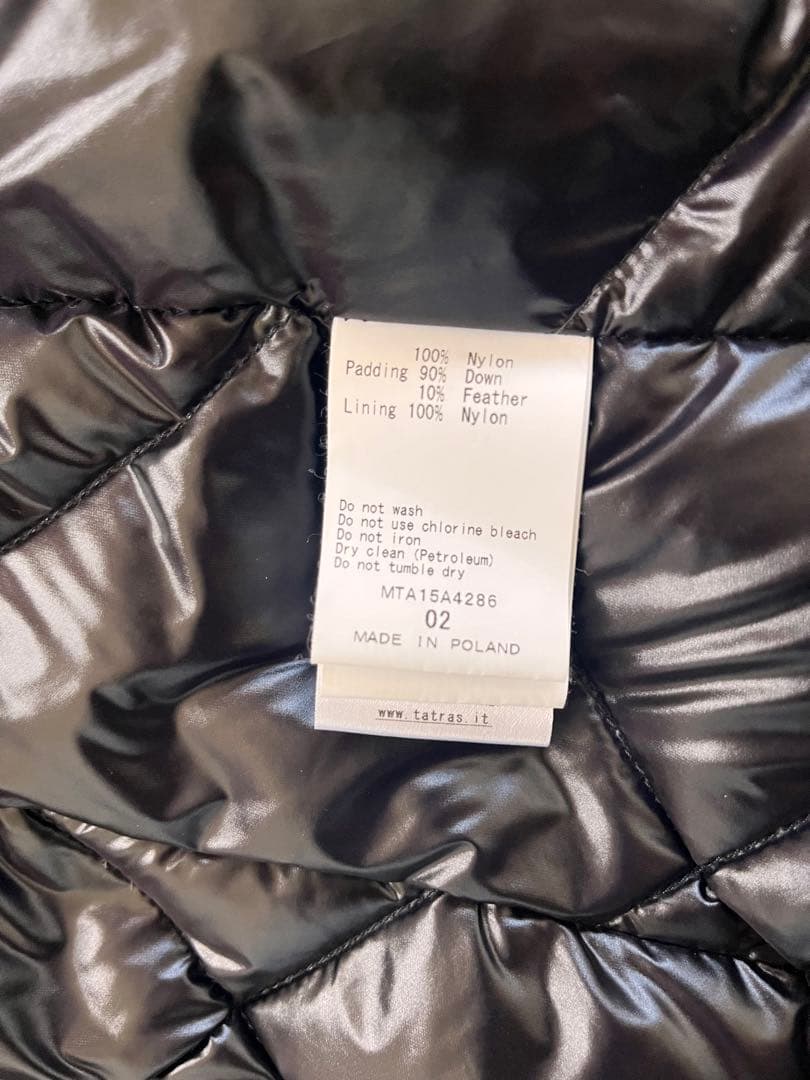 100% Nylon
Padding 90% Down
10% Feather
Lining 100% Nylon
Do not wash
Do not use chlorine bleach
Do not iron
Dry clean (Petroleum)
Do not tumble dry
MTA15A4286
02
MADE IN POLAND
www.tatras.it